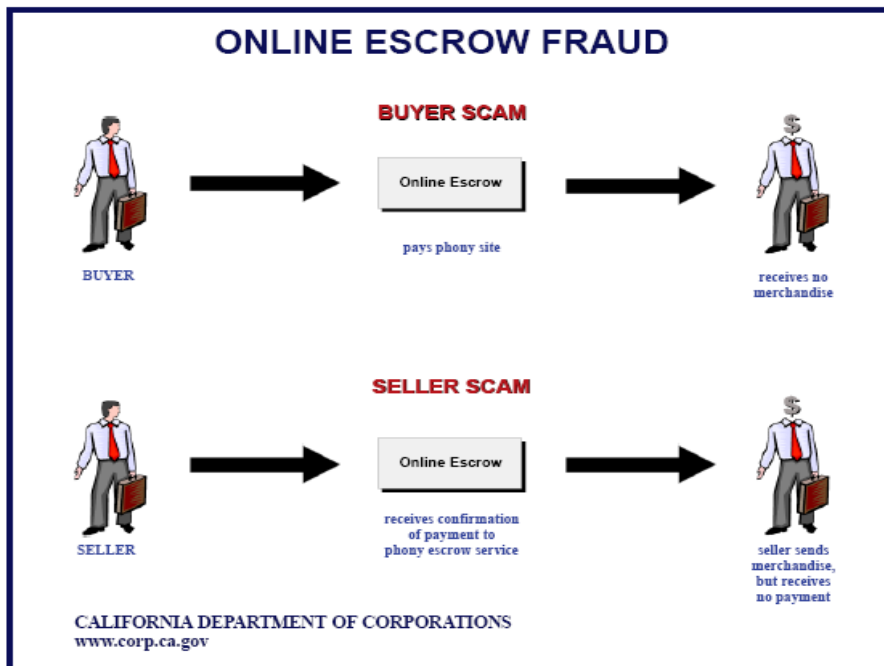 ONLINE ESCROW FRAUD
BUYER SCAM
$
Online Escrow
pays phony site
BUYER
receives no
merchandise
SELLER SCAM
$
Online Escrow
receives confirmation
of payment to
phony escrow service
SELLER
seller sends
merchandise,
but receives
no payment
CALIFORNIA DEPARTMENT OF CORPORATIONS
www.corp.ca.gov